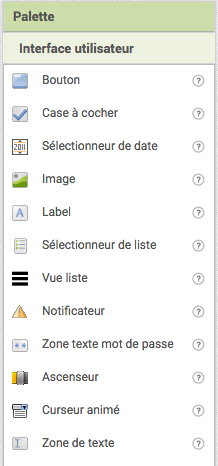 Palette
Interface utilisateur
Bouton
Case à cocher
2011
Sélectionneur de date
Image
A
Label
Sélectionneur de liste
Vue liste
Notificateur
Zone texte mot de passe
Ascenseur
Curseur animé
Zone de texte